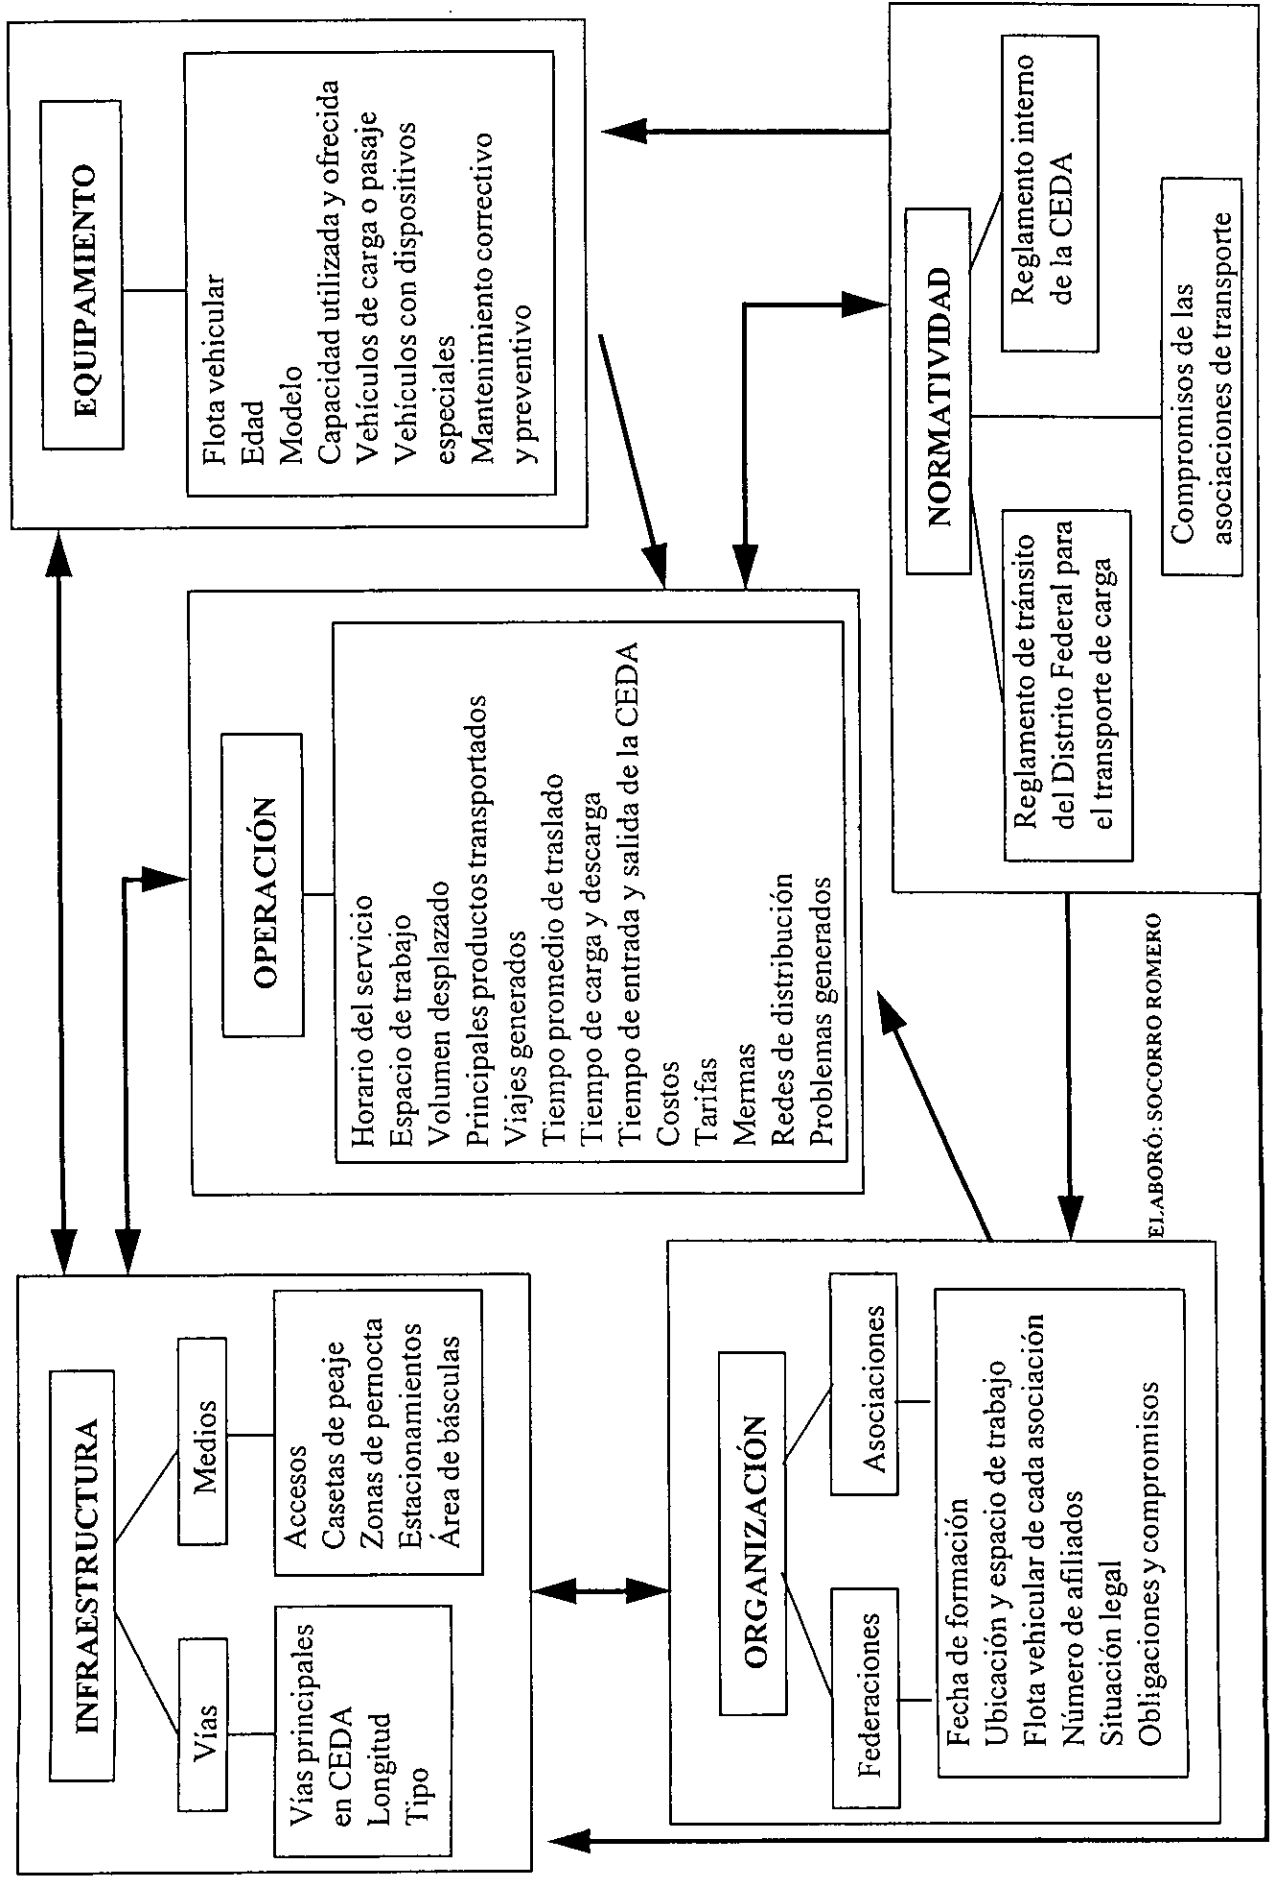 INFRAESTRUCTURA
Vías
Medios
Vías principales
en CEDA
Longitud
Tipo
Accesos
Casetas de peaje
Zonas de pernocta
Estacionamientos
Área de básculas
OPERACIÓN
Horario del servicio
Espacio de trabajo
Volumen desplazado
Principales productos transportados
Viajes generados
Tiempo promedio de traslado
Tiempo de carga y descarga
Tiempo de entrada y salida de la CEDA
Costos
Tarifas
Mermas
Redes de distribución
Problemas generados
EQUIPAMIENTO
Flota vehicular
Edad
Modelo
Capacidad utilizada y ofrecida
Vehículos de carga o pasaje
Vehículos con dispositivos
especiales
Mantenimiento correctivo
y preventivo
ORGANIZACIÓN
Federaciones
Asociaciones
Fecha de formación
Ubicación y espacio de trabajo
Flota vehicular de cada asociación
Número de afiliados
Situación legal
Obligaciones y compromisos
NORMATIVIDAD
Reglamento de tránsito
del Distrito Federal para
el transporte de carga
Reglamento interno
de la CEDA
Compromisos de las
asociaciones de transporte
ELABORÓ: SOCORRO ROMERO